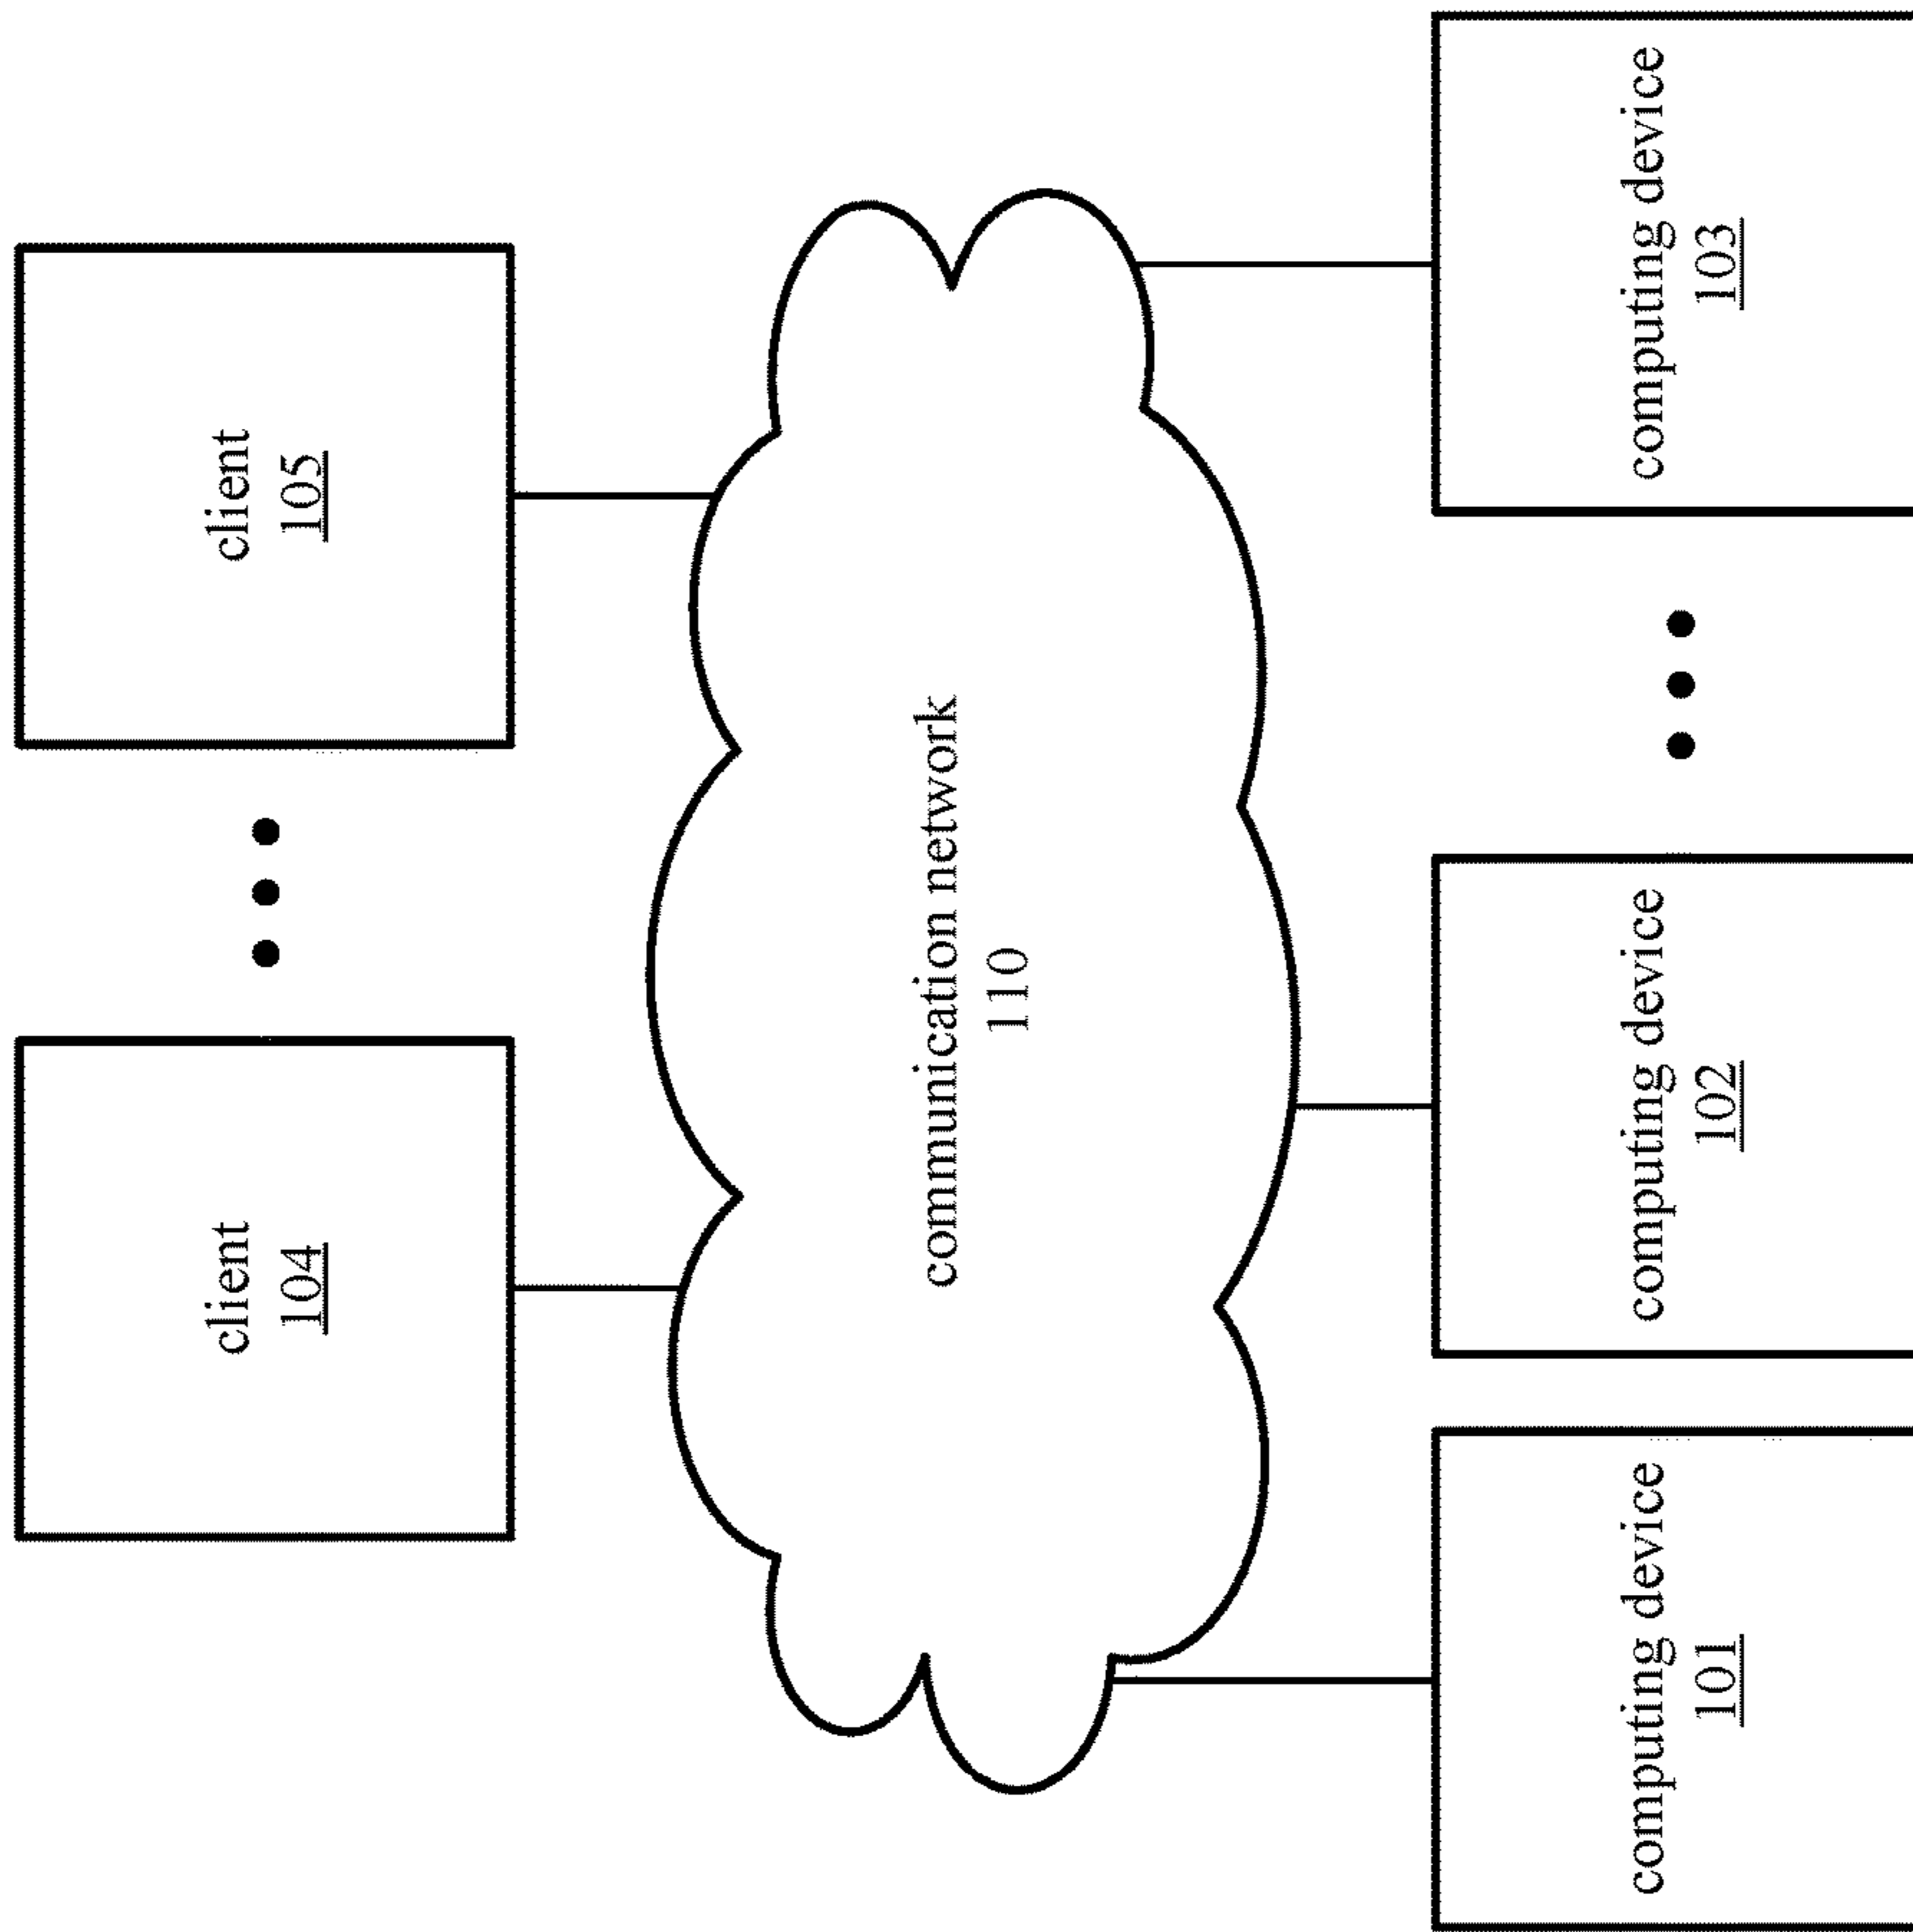 client
104
client
105
communication network
110
computing device
101
computing device
102
computing device
103